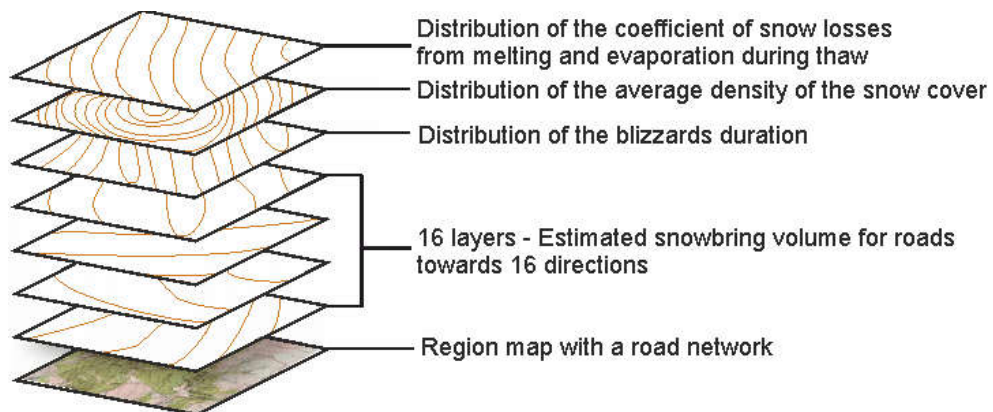 Distribution of the coefficient of snow losses
from melting and evaporation during thaw
Distribution of the average density of the snow cover
Distribution of the blizzards duration
16 layers - Estimated snowbring volume for roads
towards 16 directions
Region map with a road network